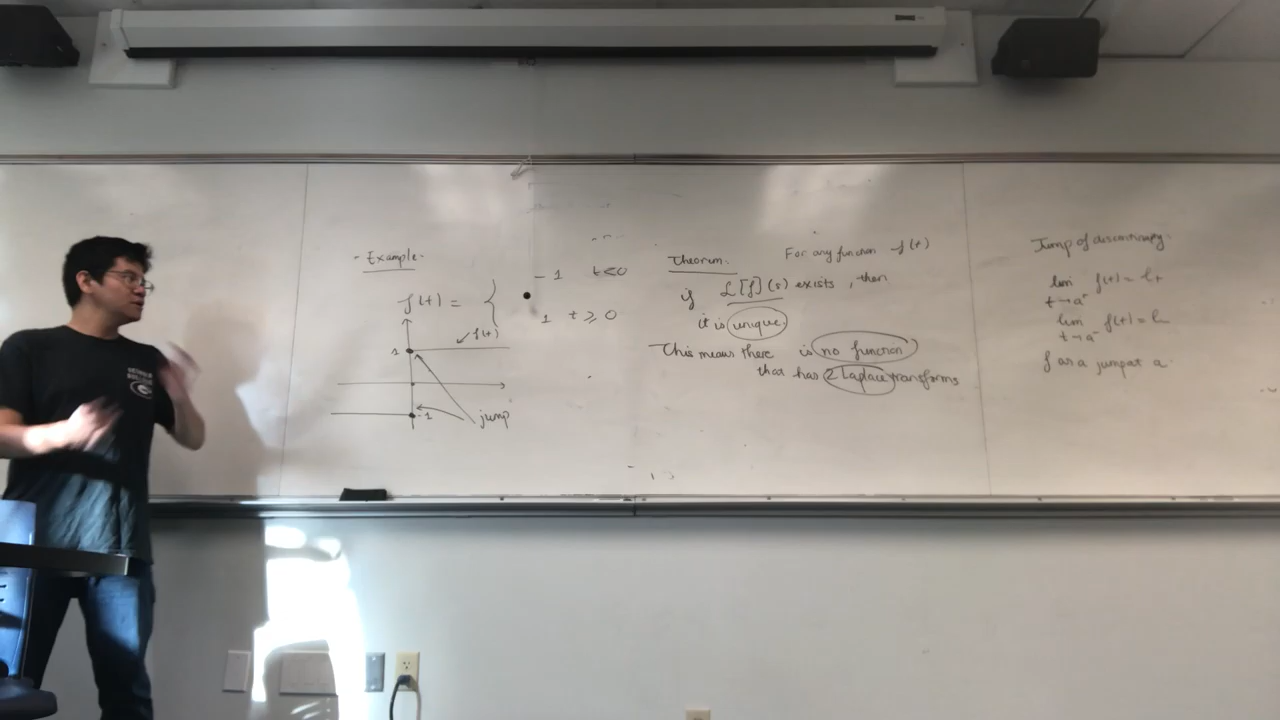 - Example -
f(t) = {
-1 t<0
1 t ≥ 0
f(t)
1
-1
jump
Theorem. For any function f(t)
if ℒ[f](s) exists, then
it is unique
This means there is no function
that has 2 Laplace transforms
Jump of discontinuity.
lim f(t) = L+
t→a⁺
lim f(t) = L-
t→a⁻
f as a jump at a